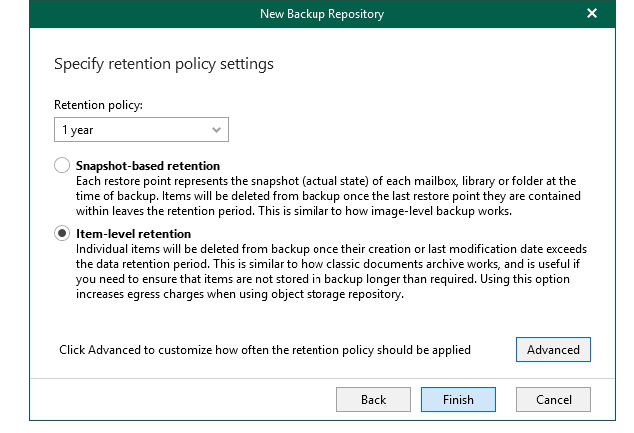 New Backup Repository
Specify retention policy settings
Retention policy:
1 year
Snapshot-based retention
Each restore point represents the snapshot (actual state) of each mailbox, library or folder at the
time of backup. Items will be deleted from backup once the last restore point they are contained
within leaves the retention period. This is similar to how image-level backup works.
Item-level retention
Individual items will be deleted from backup once their creation or last modification date exceeds
the data retention period. This is similar to how classic documents archive works, and is useful if
you need to ensure that items are not stored in backup longer than required. Using this option
increases egress charges when using object storage repository.
Click Advanced to customize how often the retention policy should be applied
Advanced
Back
Finish
Cancel